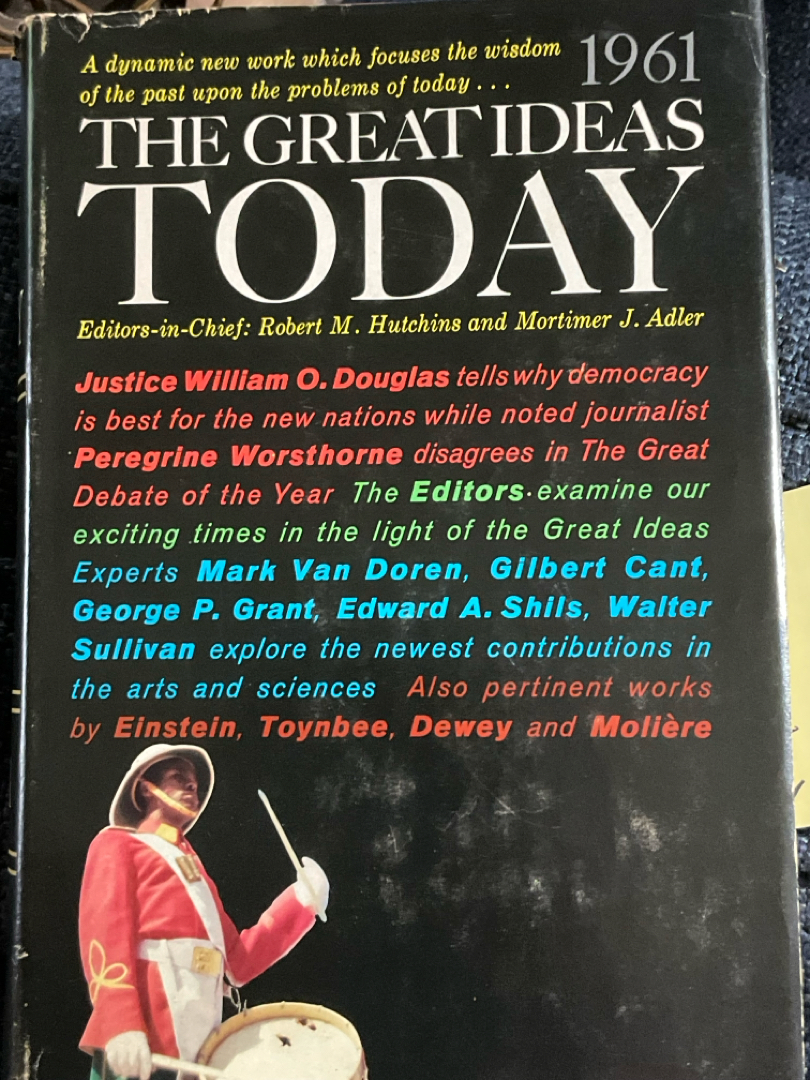 A dynamic new work which focuses the wisdom
of the past upon the problems of today . . .
1961
THE GREAT IDEAS
TODAY
Editors-in-Chief: Robert M. Hutchins and Mortimer J. Adler
Justice William O. Douglas tells why democracy
is best for the new nations while noted journalist
Peregrine Worsthorne disagrees in The Great
Debate of the Year The Editors examine our
exciting times in the light of the Great Ideas
Experts Mark Van Doren, Gilbert Cant,
George P. Grant, Edward A. Shils, Walter
Sullivan explore the newest contributions in
the arts and sciences Also pertinent works
by Einstein, Toynbee, Dewey and Molière